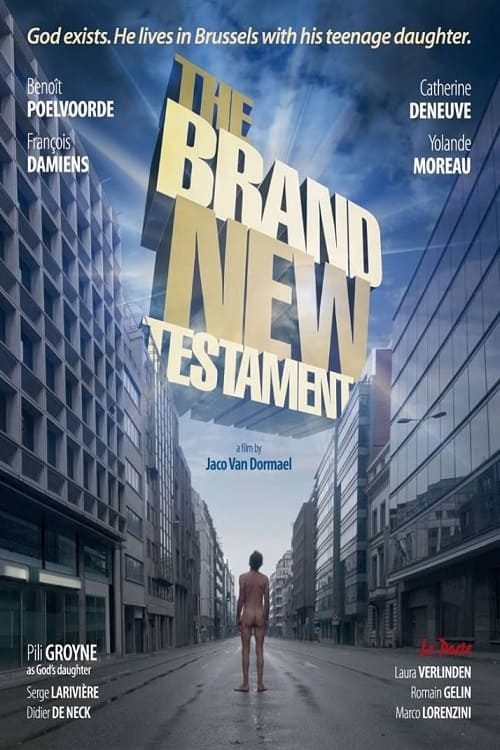 God exists. He lives in Brussels with his teenage daughter.
Benoît
POELVOORDE
François
DAMIENS
Catherine
DENEUVE
Yolande
MOREAU
THE
BRAND
NEW
TESTAMENT
a film by
Jaco Van Dormael
Pili GROYNE
as God's daughter
Serge LARIVIÈRE
Didier DE NECK
Le Pacte
Laura VERLINDEN
Romain GELIN
Marco LORENZINI